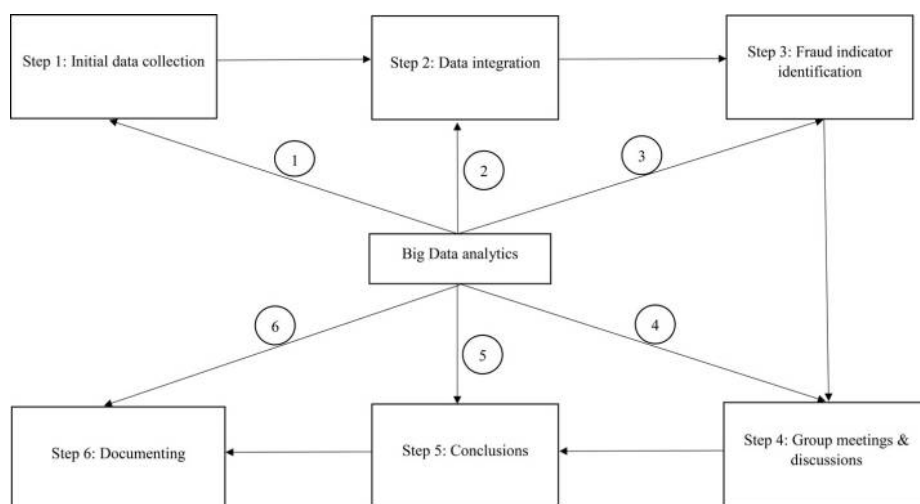 Step 1: Initial data collection
Step 2: Data integration
Step 3: Fraud indicator
identification
1
2
3
Big Data analytics
6
5
4
Step 6: Documenting
Step 5: Conclusions
Step 4: Group meetings &
discussions